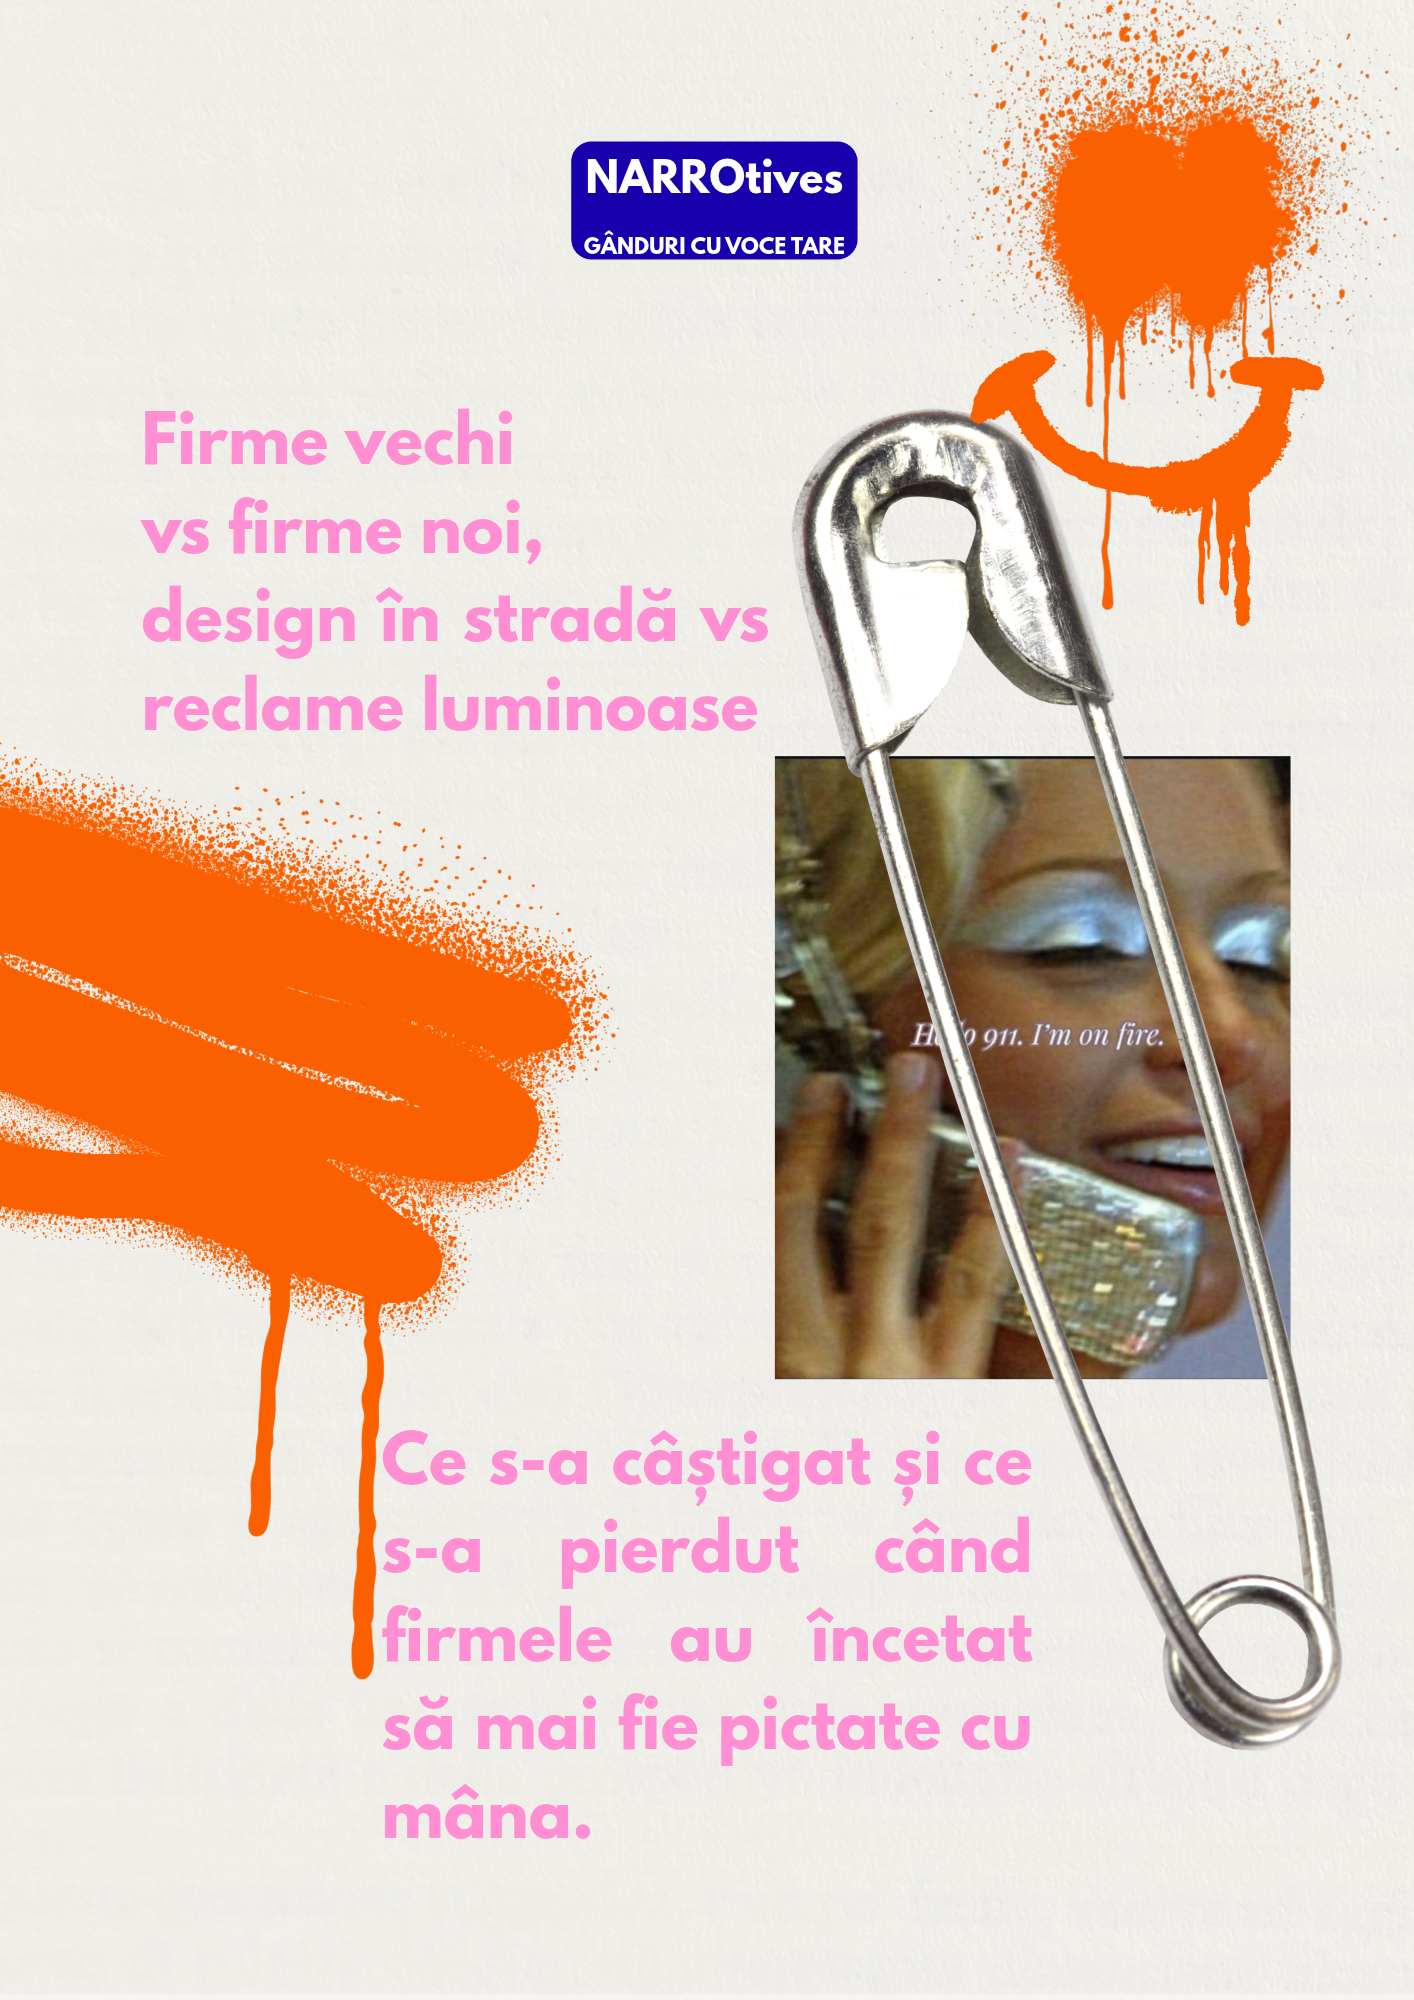 NARROtives
GÂNDURI CU VOCE TARE
Firme vechi
vs firme noi,
design în stradă vs
reclame luminoase
911. I'm on fire.
Ce s-a câștigat și ce
s-a pierdut când
firmele au încetat
să mai fie pictate cu
mâna.